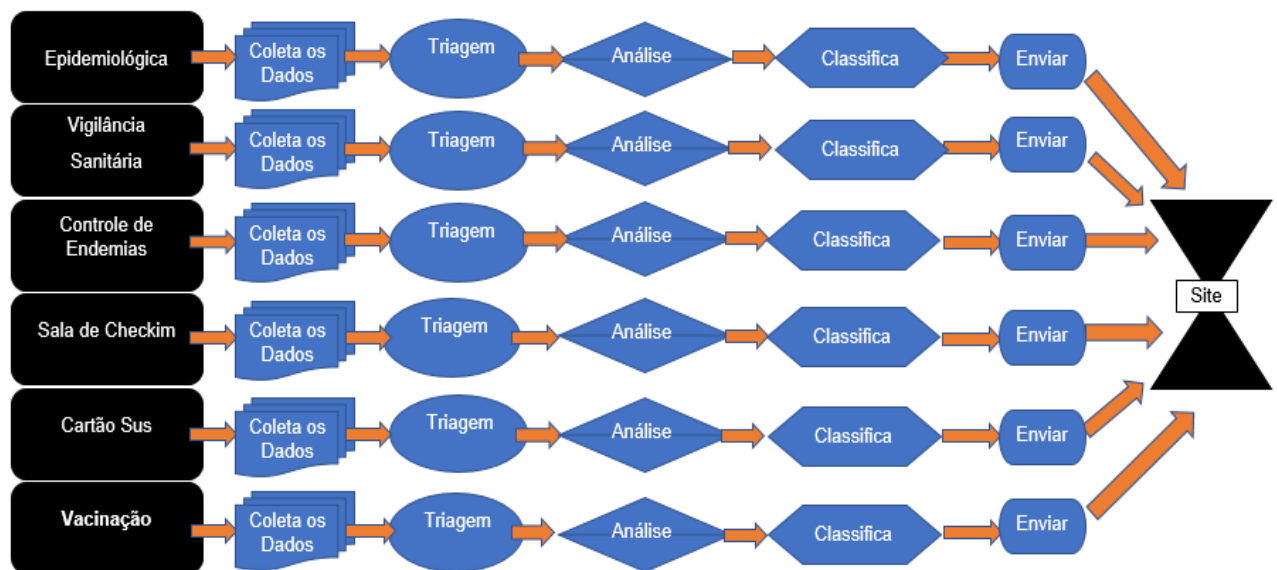 Epidemiológica
Coleta os
Dados
Triagem
Análise
Classifica
Enviar
Vigilância
Sanitária
Coleta os
Dados
Triagem
Análise
Classifica
Enviar
Controle de
Endemias
Coleta os
Dados
Triagem
Análise
Classifica
Enviar
Site
Sala de Checkim
Coleta os
Dados
Triagem
Análise
Classifica
Enviar
Cartão Sus
Coleta os
Dados
Triagem
Análise
Classifica
Enviar
Vacinação
Coleta os
Dados
Triagem
Análise
Classifica
Enviar